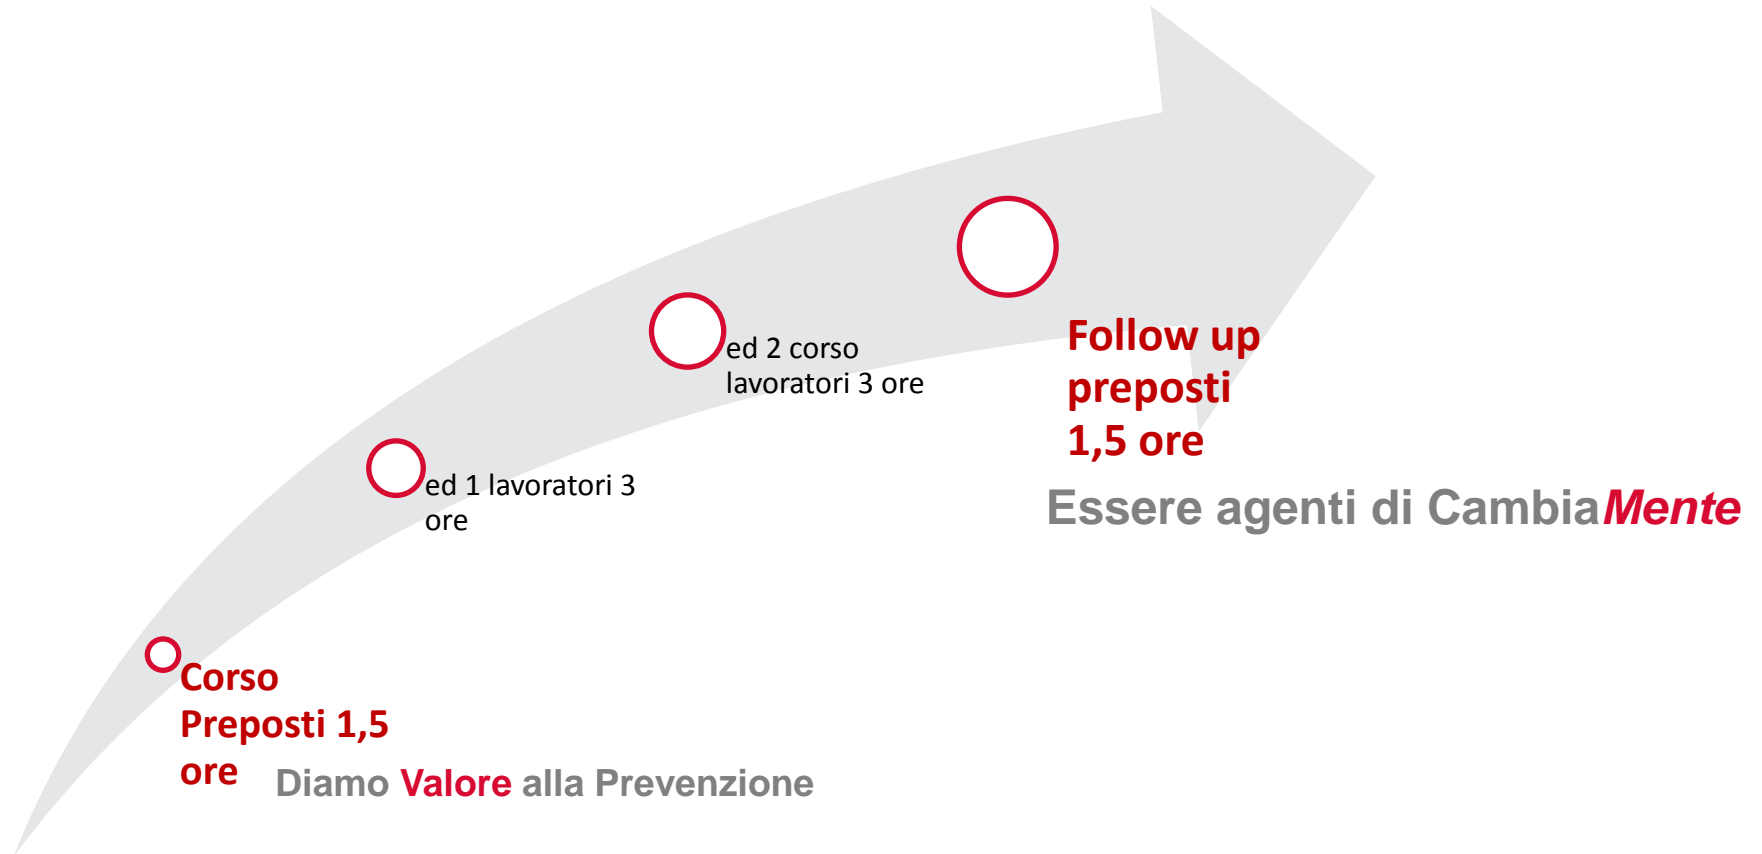 Corso
Preposti 1,5
ore
Diamo Valore alla Prevenzione
ed 1 lavoratori 3
ore
ed 2 corso
lavoratori 3 ore
Follow up
preposti
1,5 ore
Essere agenti di CambiaMente